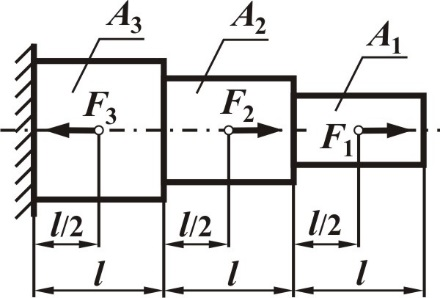 A₃ A₂ A₁
F₃ F₂ F₁
l/2 l/2 l/2
l l l